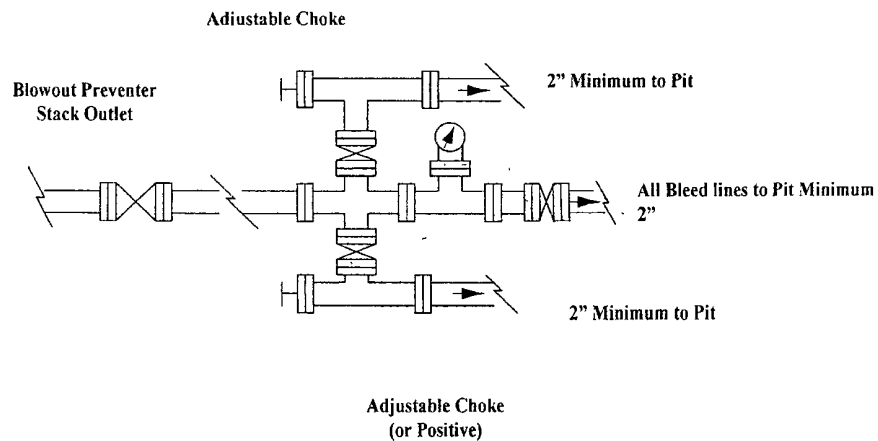 Adjustable Choke
2” Minimum to Pit
Blowout Preventer
Stack Outlet
All Bleed lines to Pit Minimum
2”
2” Minimum to Pit
Adjustable Choke
(or Positive)